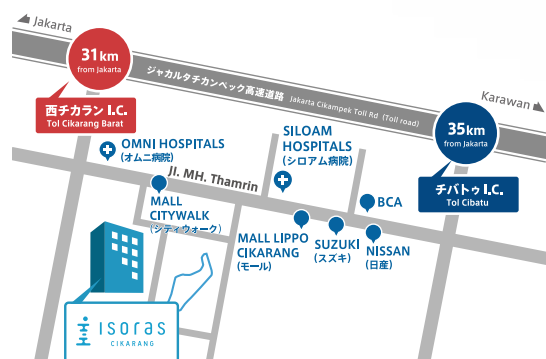 Jakarta
31km
from Jakarta
西チカラン I.C.
Tol Cikarang Barat
ジャカルタチカンペック高速道路 Jakarta Cikampek Toll Rd (Toll road)
Karawan
35km
from Jakarta
チバトゥ I.C.
Tol Cibatu
OMNI HOSPITALS
(オムニ病院)
SILOAM
HOSPITALS
(シロアム病院)
Jl. MH. Thamrin
MALL
CITYWALK
(シティウォーク)
BCA
MALL LIPPO
CIKARANG
(モール)
SUZUKI
(スズキ)
NISSAN
(日産)
ISORAS
CIKARANG